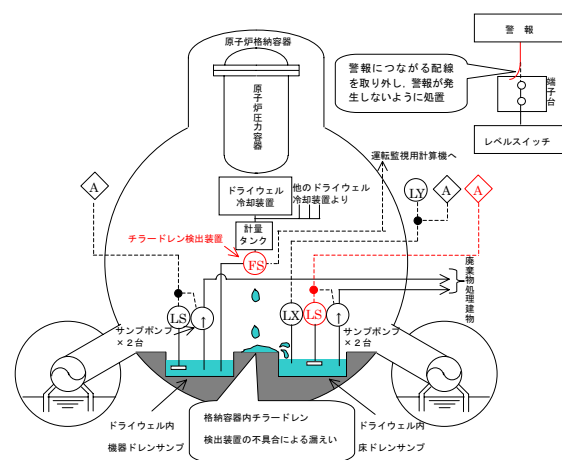 原子炉格納容器
原子炉圧力容器
警 報
警報につながる配線
を取り外し，警報が
発生しないように処置
端子台
レベルスイッチ
運転監視用計算機へ
ドライウェル
冷却装置
他のドライウェル
冷却装置より
計量
タンク
チラードレン検出装置
FS
A
LY
A
A
LS
↑
LX
LS
↑
廃棄物処理建物
サンプポンプ
×２台
サンプポンプ
×２台
ドライウェル内
機器ドレンサンプ
格納容器内チラードレン
検出装置の不具合による漏えい
ドライウェル内
床ドレンサンプ